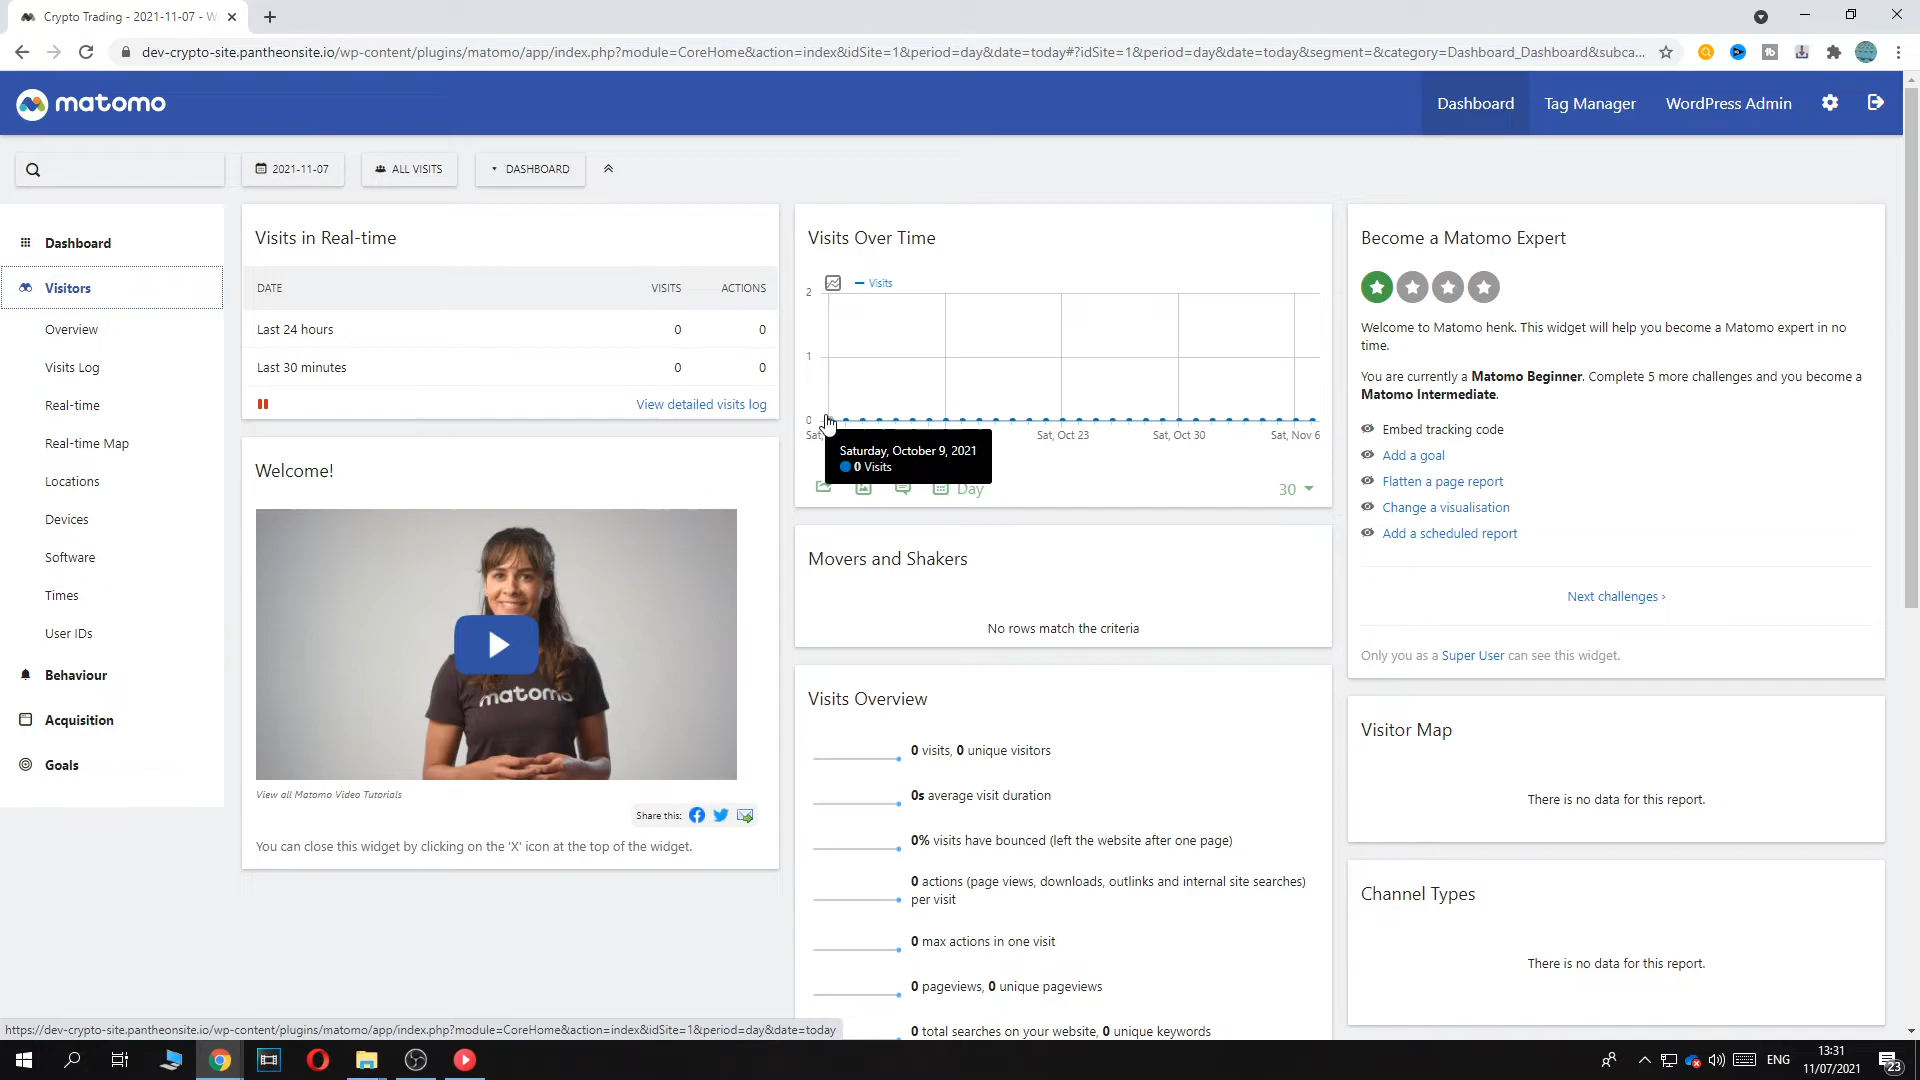 Crypto Trading - 2021-11-07 - W
dev-crypto-site.pantheonsite.io/wp-content/plugins/matomo/app/index.php?module=CoreHome&action=index&idSite=1&period=day&date=today#?idSite=1&period=day&date=today&segment=&category=Dashboard_Dashboard&subca...
matomo
Dashboard
Tag Manager
WordPress Admin
2021-11-07
ALL VISITS
DASHBOARD
Dashboard
Visitors
Overview
Visits Log
Real-time
Real-time Map
Locations
Devices
Software
Times
User IDs
Behaviour
Acquisition
Goals
Visits in Real-time
DATE VISITS ACTIONS
Last 24 hours 0 0
Last 30 minutes 0 0
View detailed visits log
Welcome!
matomo
View all Matomo Video Tutorials
Share this:
You can close this widget by clicking on the 'X' icon at the top of the widget.
Visits Over Time
Visits
2
1
0
Sat, Sat, Oct 23 Sat, Oct 30 Sat, Nov 6
Saturday, October 9, 2021
0 Visits
Day
30
Movers and Shakers
No rows match the criteria
Visits Overview
0 visits, 0 unique visitors
0s average visit duration
0% visits have bounced (left the website after one page)
0 actions (page views, downloads, outlinks and internal site searches)
per visit
0 max actions in one visit
0 pageviews, 0 unique pageviews
0 total searches on your website, 0 unique keywords
Become a Matomo Expert
Welcome to Matomo henk. This widget will help you become a Matomo expert in no
time.
You are currently a Matomo Beginner. Complete 5 more challenges and you become a
Matomo Intermediate.
Embed tracking code
Add a goal
Flatten a page report
Change a visualisation
Add a scheduled report
Next challenges ›
Only you as a Super User can see this widget.
Visitor Map
There is no data for this report.
Channel Types
There is no data for this report.
https://dev-crypto-site.pantheonsite.io/wp-content/plugins/matomo/app/index.php?module=CoreHome&action=index&idSite=1&period=day&date=today
ENG
13:31
11/07/2021
23